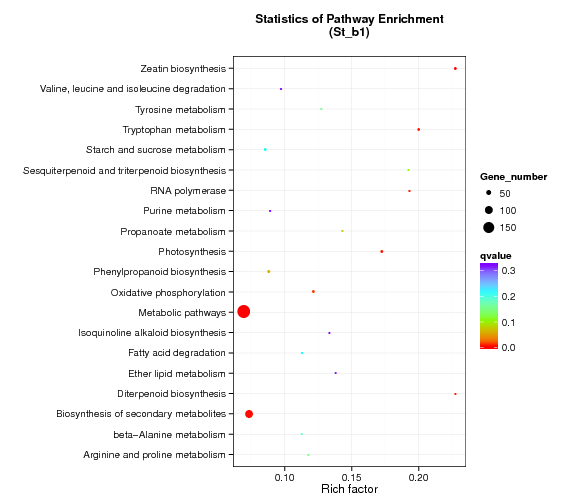 Statistics of Pathway Enrichment
(St_b1)
Zeatin biosynthesis
Valine, leucine and isoleucine degradation
Tyrosine metabolism
Tryptophan metabolism
Starch and sucrose metabolism
Sesquiterpenoid and triterpenoid biosynthesis
RNA polymerase
Purine metabolism
Propanoate metabolism
Photosynthesis
Phenylpropanoid biosynthesis
Oxidative phosphorylation
Metabolic pathways
Isoquinoline alkaloid biosynthesis
Fatty acid degradation
Ether lipid metabolism
Diterpenoid biosynthesis
Biosynthesis of secondary metabolites
beta−Alanine metabolism
Arginine and proline metabolism
0.10 0.15 0.20
Rich factor
Gene_number
50
100
150
qvalue
0.3
0.2
0.1
0.0